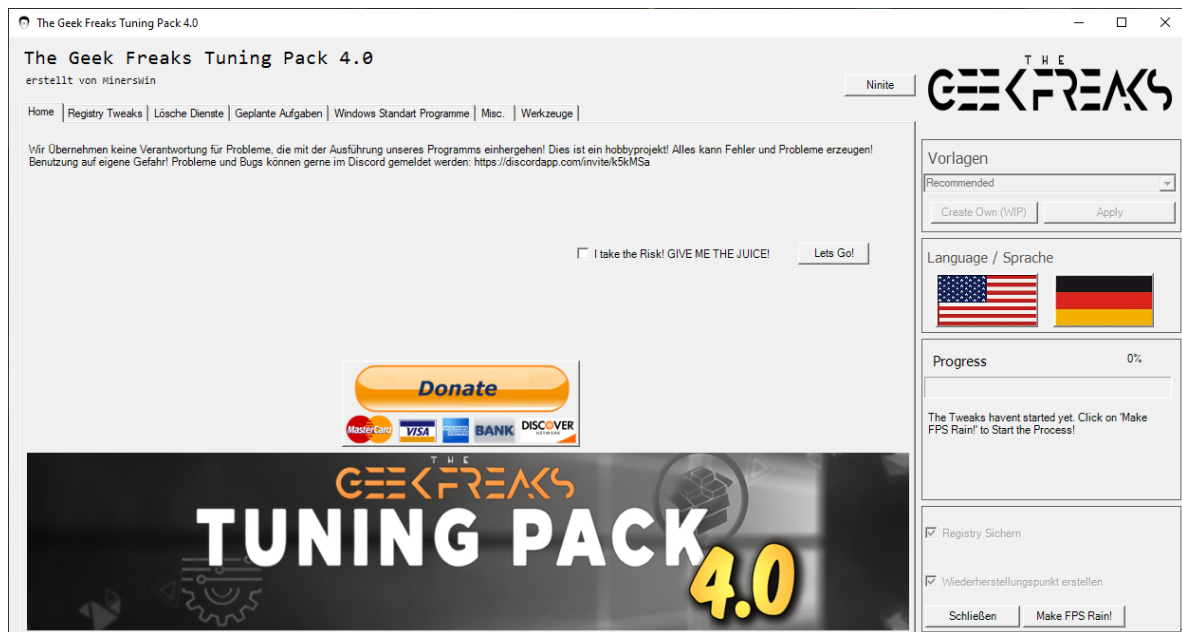 The Geek Freaks Tuning Pack 4.0
The Geek Freaks Tuning Pack 4.0
erstellt von MinersWin
Ninite
THE
GEEKFREAKS
Home Registry Tweaks Lösche Dienste Geplante Aufgaben Windows Standart Programme Misc. Werkzeuge
Wir Übernehmen keine Verantwortung für Probleme, die mit der Ausführung unseres Programms einhergehen! Dies ist ein hobbyprojekt! Alles kann Fehler und Probleme erzeugen!
Benutzung auf eigene Gefahr! Probleme und Bugs können gerne im Discord gemeldet werden: https://discordapp.com/invite/k5kMSa
I take the Risk! GIVE ME THE JUICE!
Lets Go!
Donate
MasterCard VISA AMERICAN EXPRESS BANK DISCOVER
NETWORK
THE
GEEKFREAKS
TUNING PACK
4.0
Vorlagen
Recommended
Create Own (WIP) Apply
Language / Sprache
Progress 0%
The Tweaks havent started yet. Click on 'Make
FPS Rain!' to Start the Process!
Registry Sichern
Wiederherstellungspunkt erstellen
Schließen Make FPS Rain!